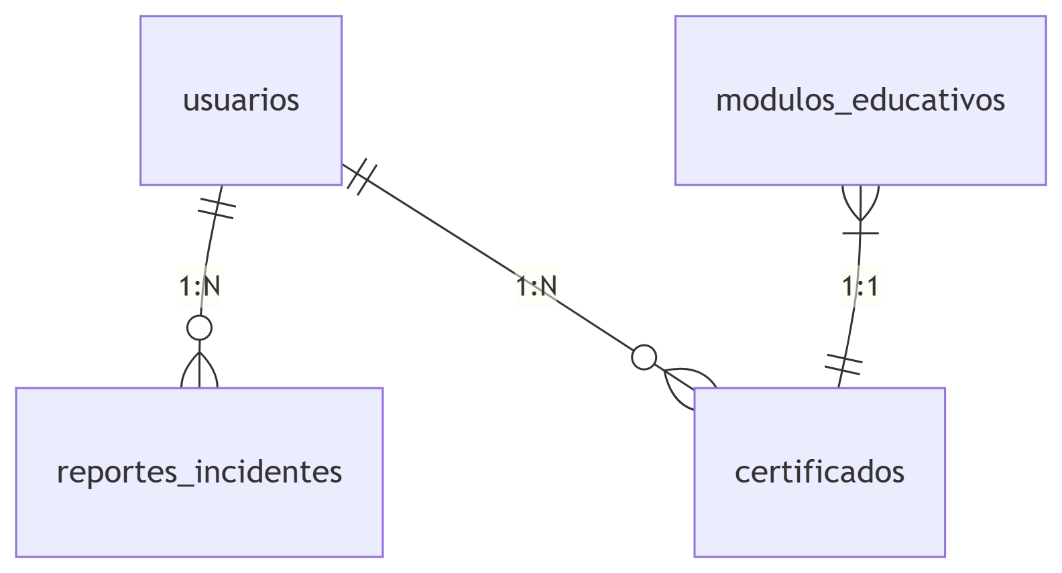 usuarios
modulos_educativos
1:N
1:N
1:1
reportes_incidentes
certificados